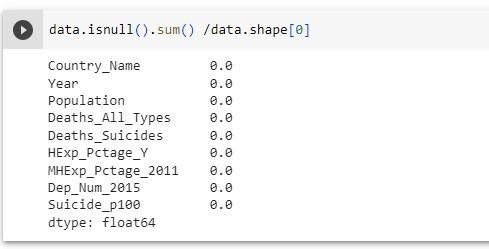 data.isnull().sum() /data.shape[0]
Country_Name 0.0
Year 0.0
Population 0.0
Deaths_All_Types 0.0
Deaths_Suicides 0.0
HExp_Pctage_Y 0.0
MHExp_Pctage_2011 0.0
Dep_Num_2015 0.0
Suicide_p100 0.0
dtype: float64